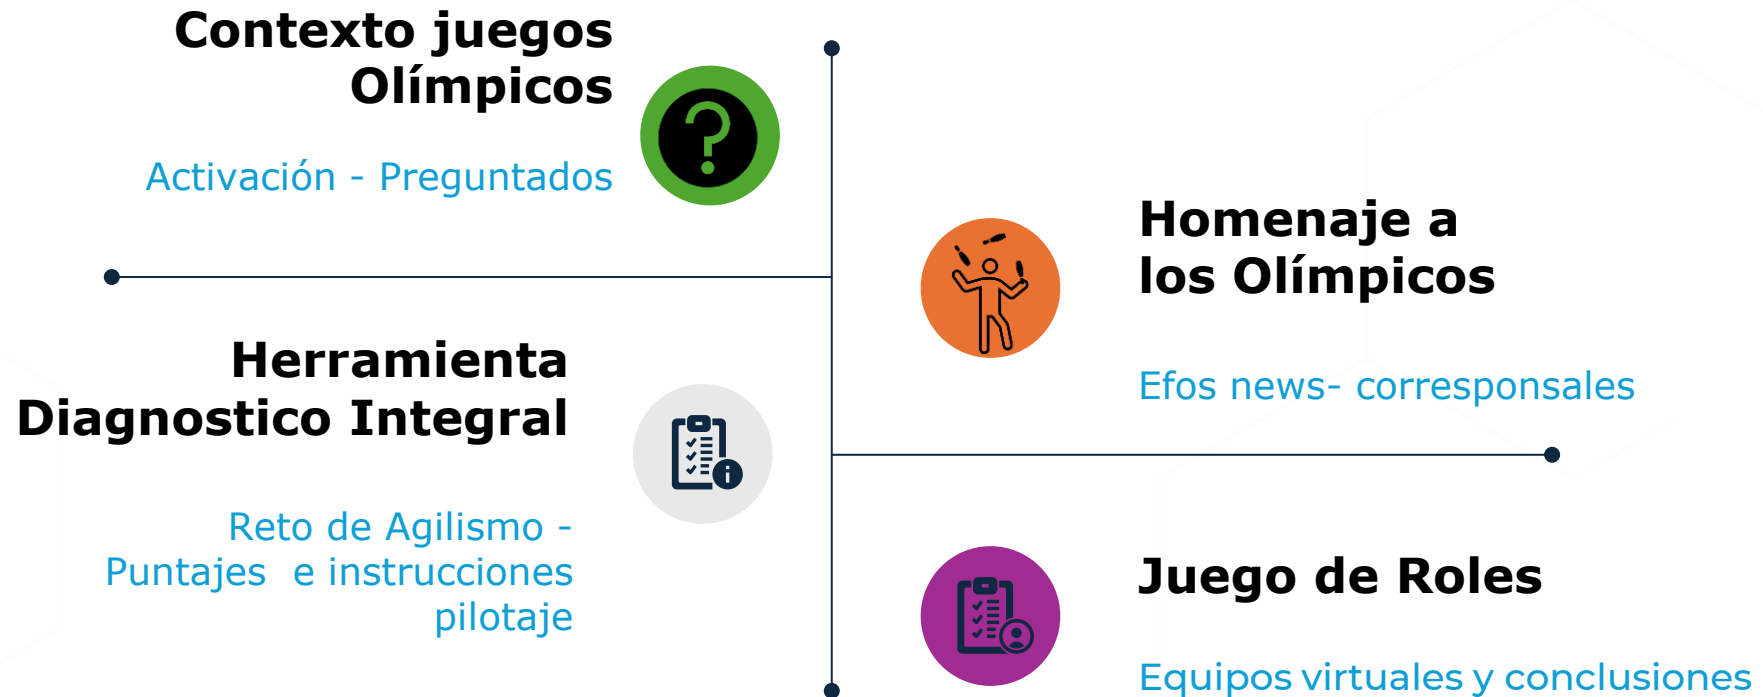 Contexto juegos
Olímpicos
Activación - Preguntados
Homenaje a
los Olímpicos
Efos news- corresponsales
Herramienta
Diagnostico Integral
Reto de Agilismo -
Puntajes  e instrucciones
pilotaje
Juego de Roles
Equipos virtuales y conclusiones